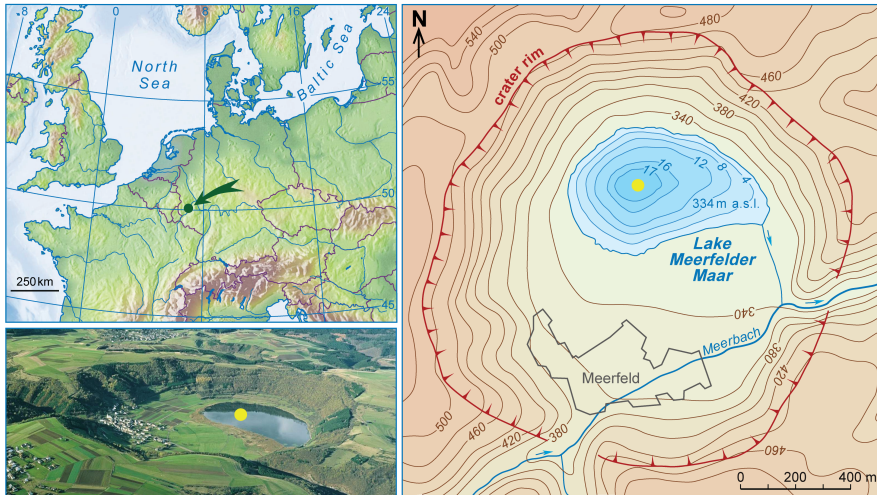 8
0
8
16
24
North
Sea
Baltic Sea
55
50
45
250 km
N
540
500
480
460
420
380
340
crater rim
17
16
12
8
4
334 m a.s.l.
Lake
Meerfelder
Maar
340
Meerbach
Meerfeld
380
420
460
500
460
420
380
0 200 400 m